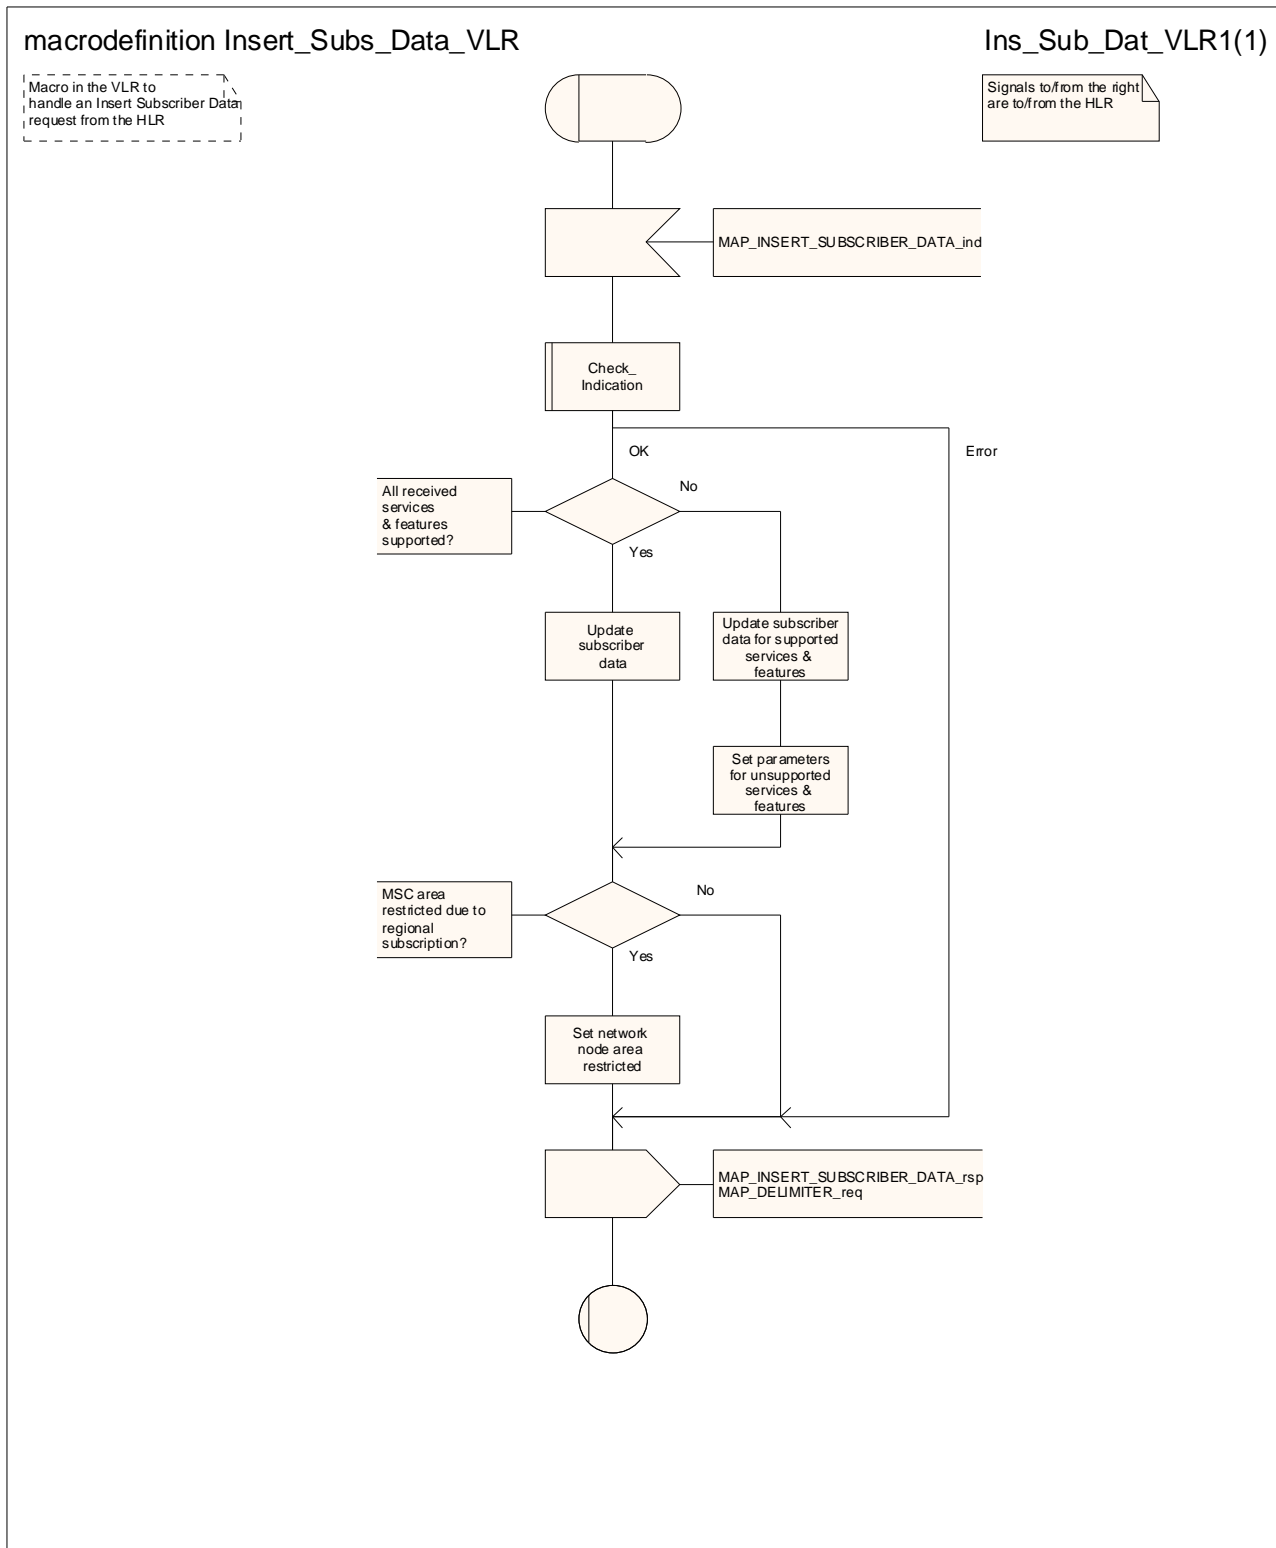 macrodefinition Insert_Subs_Data_VLR
Ins_Sub_Dat_VLR1(1)
Macro in the VLR to
handle an Insert Subscriber Data
request from the HLR
Signals to/from the right
are to/from the HLR
MAP_INSERT_SUBSCRIBER_DATA_ind
Check_
Indication
OK
Error
All received
services
& features
supported?
No
Yes
Update
subscriber
data
Update subscriber
data for supported
services &
features
Set parameters
for unsupported
services &
features
MSC area
restricted due to
regional
subscription?
No
Yes
Set network
node area
restricted
MAP_INSERT_SUBSCRIBER_DATA_rsp
MAP_DELIMITER_req